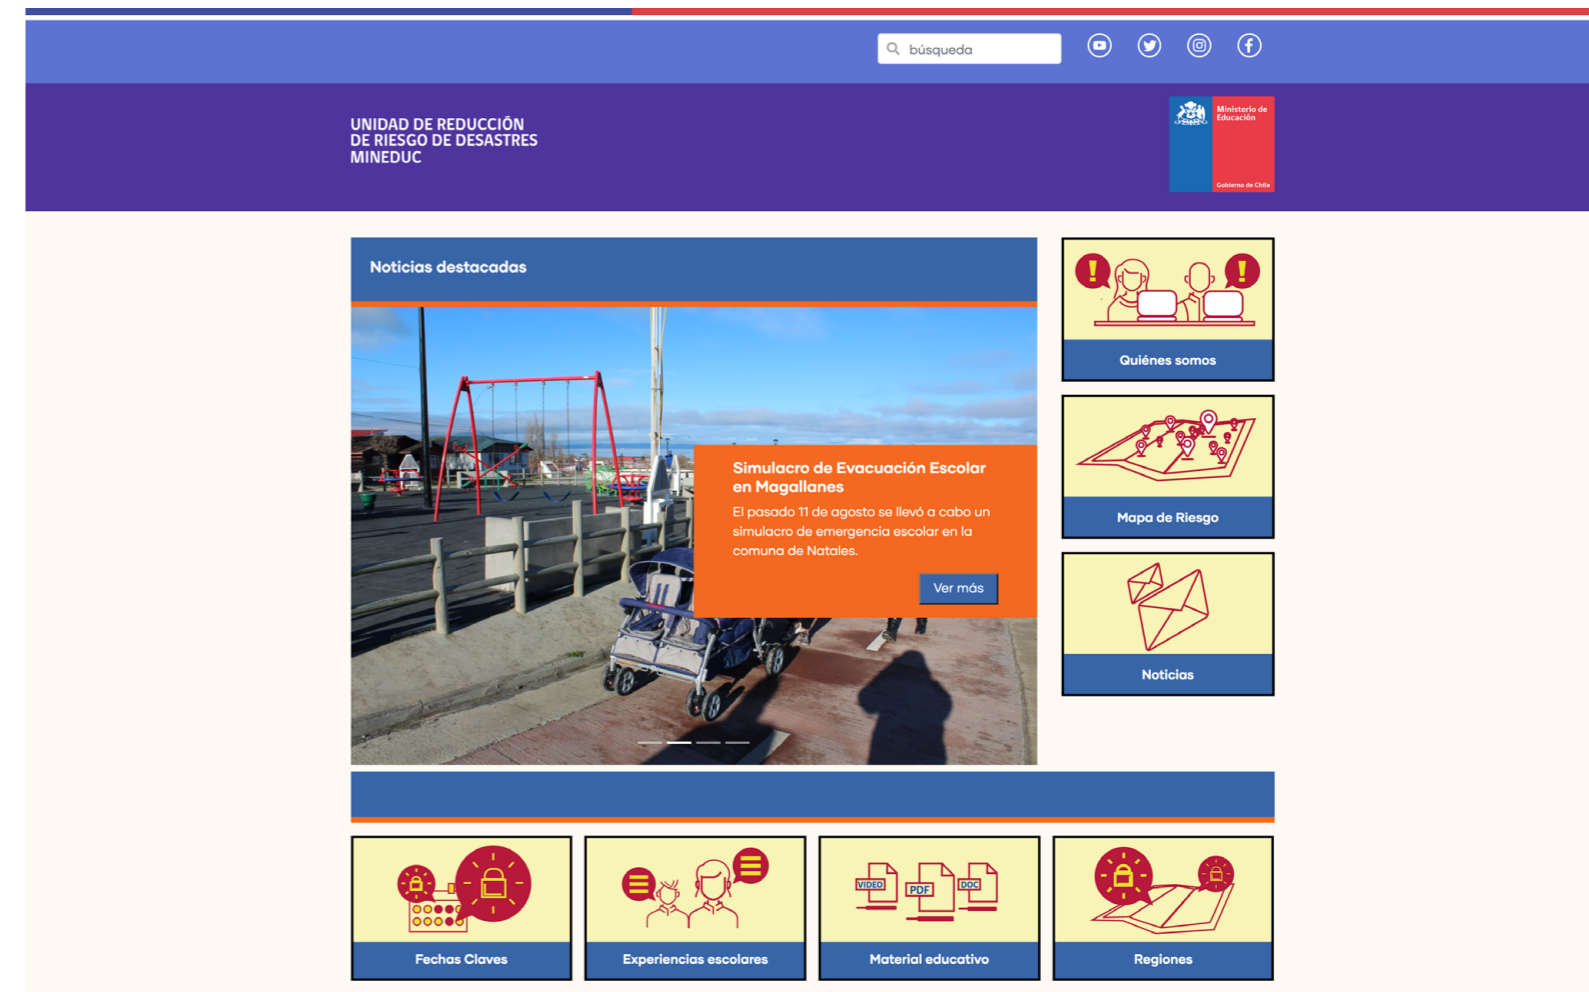 búsqueda
UNIDAD DE REDUCCIÓN
DE RIESGO DE DESASTRES
MINEDUC
Ministerio de
Educación
Gobierno de Chile
Noticias destacadas
Simulacro de Evacuación Escolar
en Magallanes
El pasado 11 de agosto se llevó a cabo un
simulacro de emergencia escolar en la
comuna de Natales.
Ver más
Quiénes somos
Mapa de Riesgo
Noticias
Fechas Claves
Experiencias escolares
VIDEO
PDF
DOC
Material educativo
Regiones